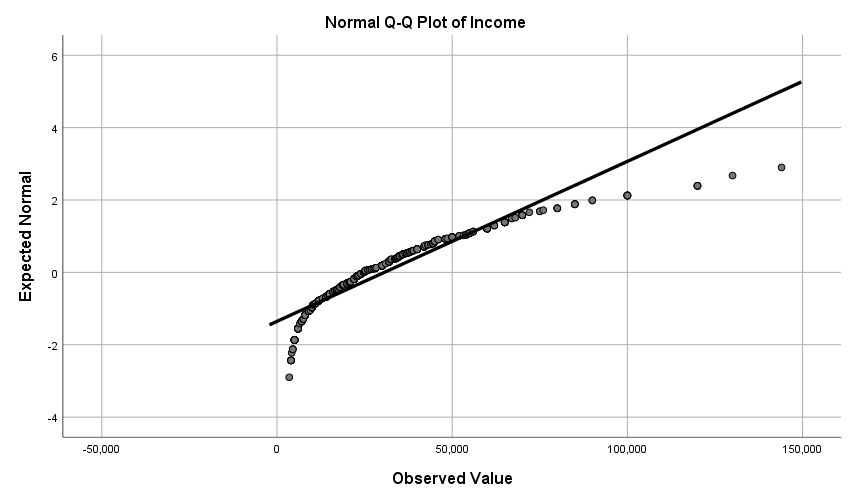 Normal Q-Q Plot of Income
6
4
2
0
-2
-4
Expected Normal
-50,000 0 50,000 100,000 150,000
Observed Value